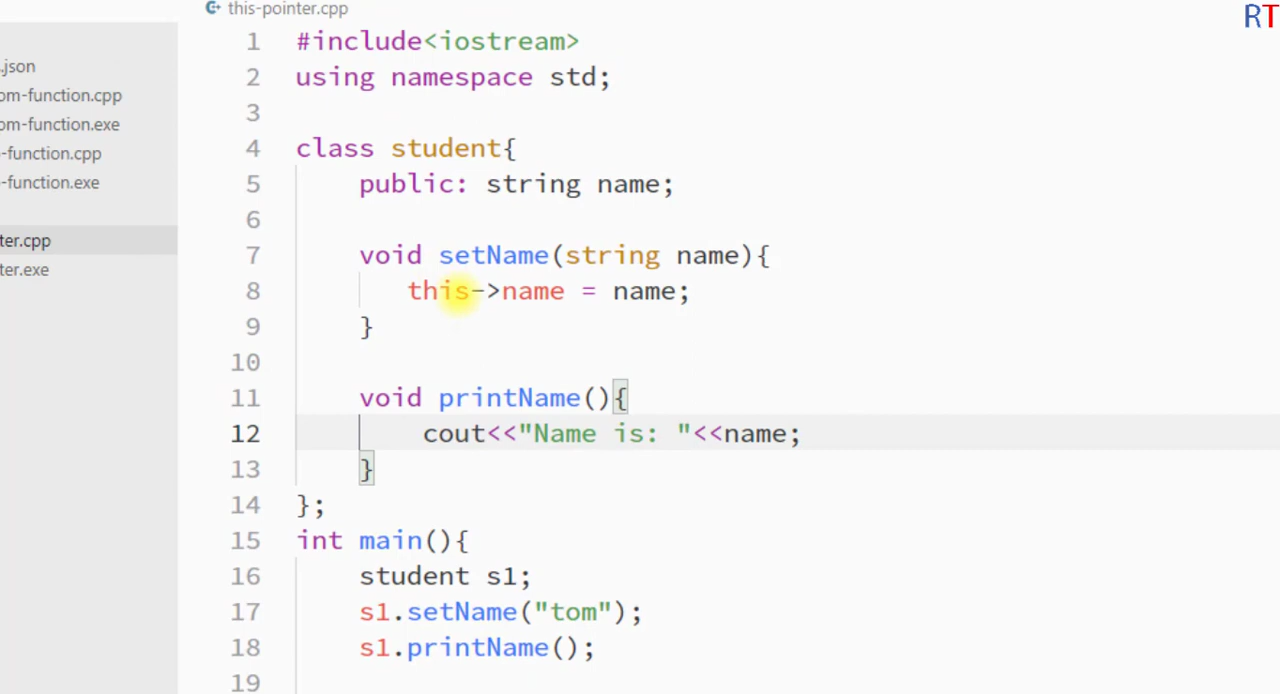 this-pointer.cpp
RT
.json
om-function.cpp
om-function.exe
-function.cpp
-function.exe
ter.cpp
ter.exe
1 #include<iostream>
2 using namespace std;
3
4 class student{
5 public: string name;
6
7 void setName(string name){
8 this->name = name;
9 }
10
11 void printName(){
12 cout<<"Name is: "<<name;
13 }
14 };
15 int main(){
16 student s1;
17 s1.setName("tom");
18 s1.printName();
19